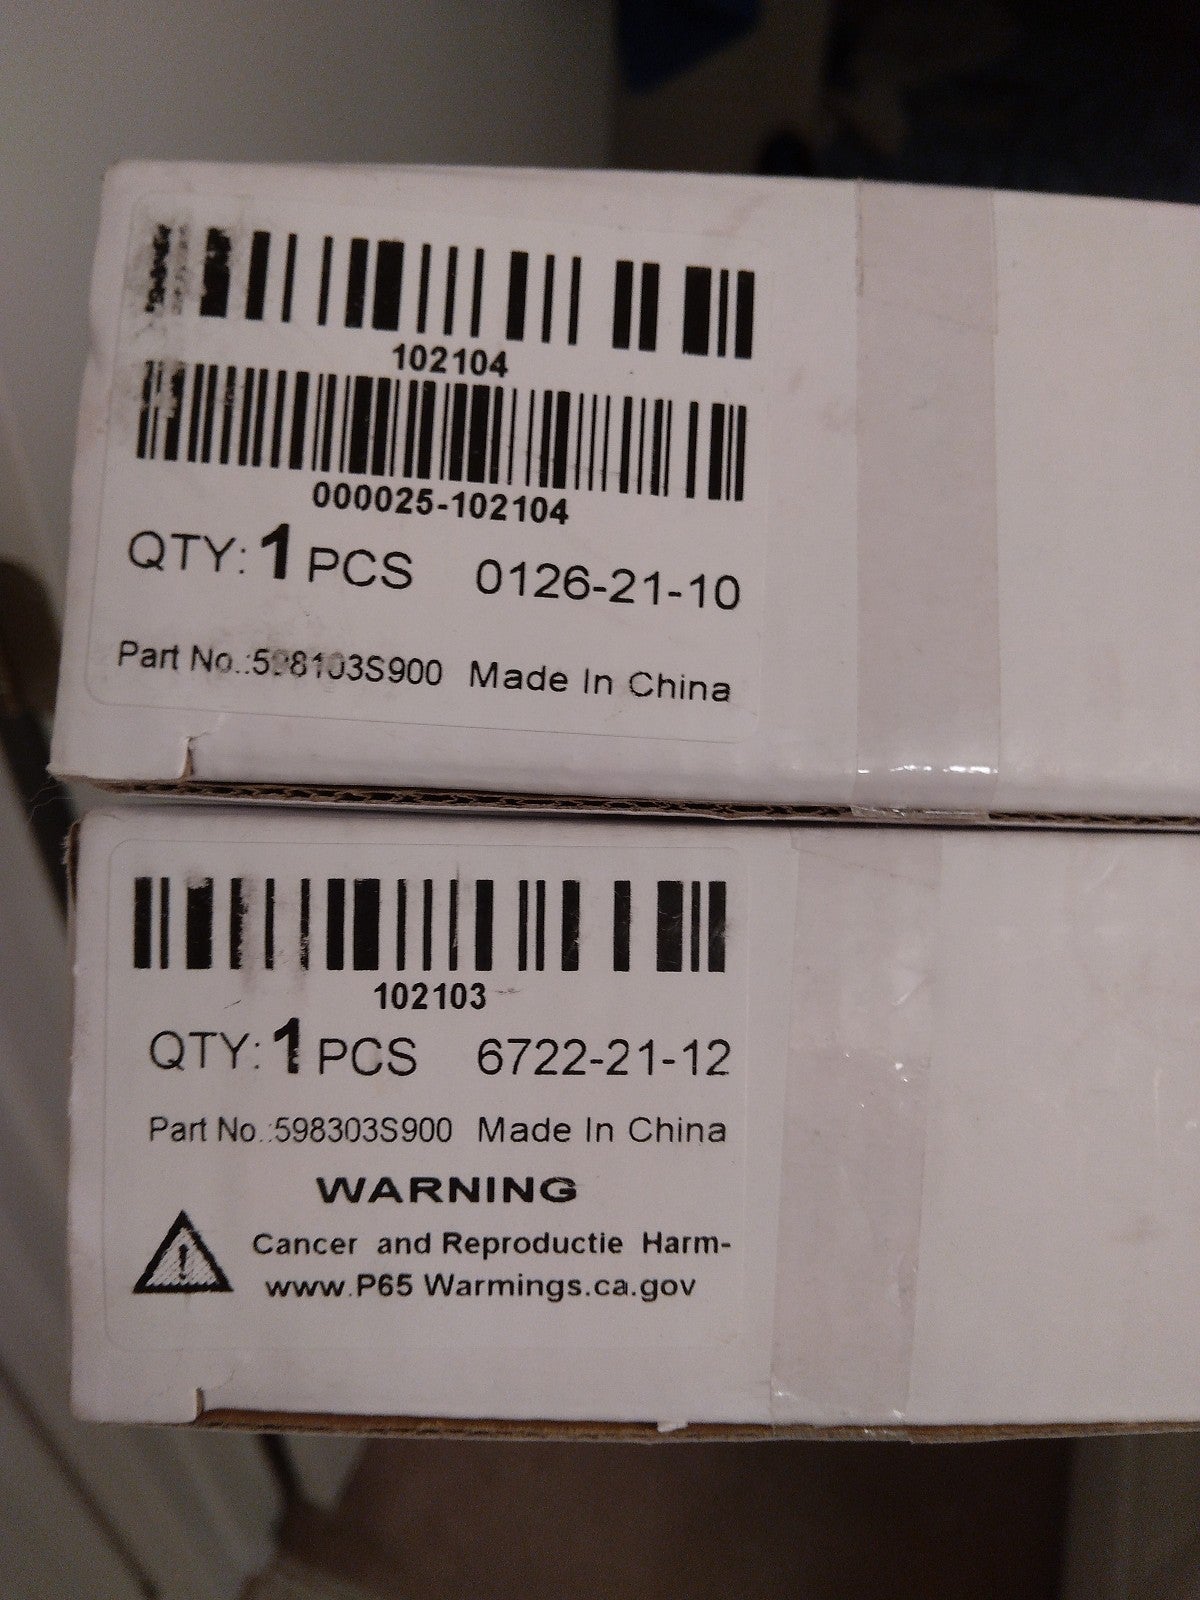 102104
000025-102104
QTY: 1 PCS 0126-21-10
Part No.:598103S900 Made In China
102103
QTY: 1 PCS 6722-21-12
Part No.:598303S900 Made In China
WARNING
Cancer and Reproductie Harm-
www.P65 Warmings.ca.gov